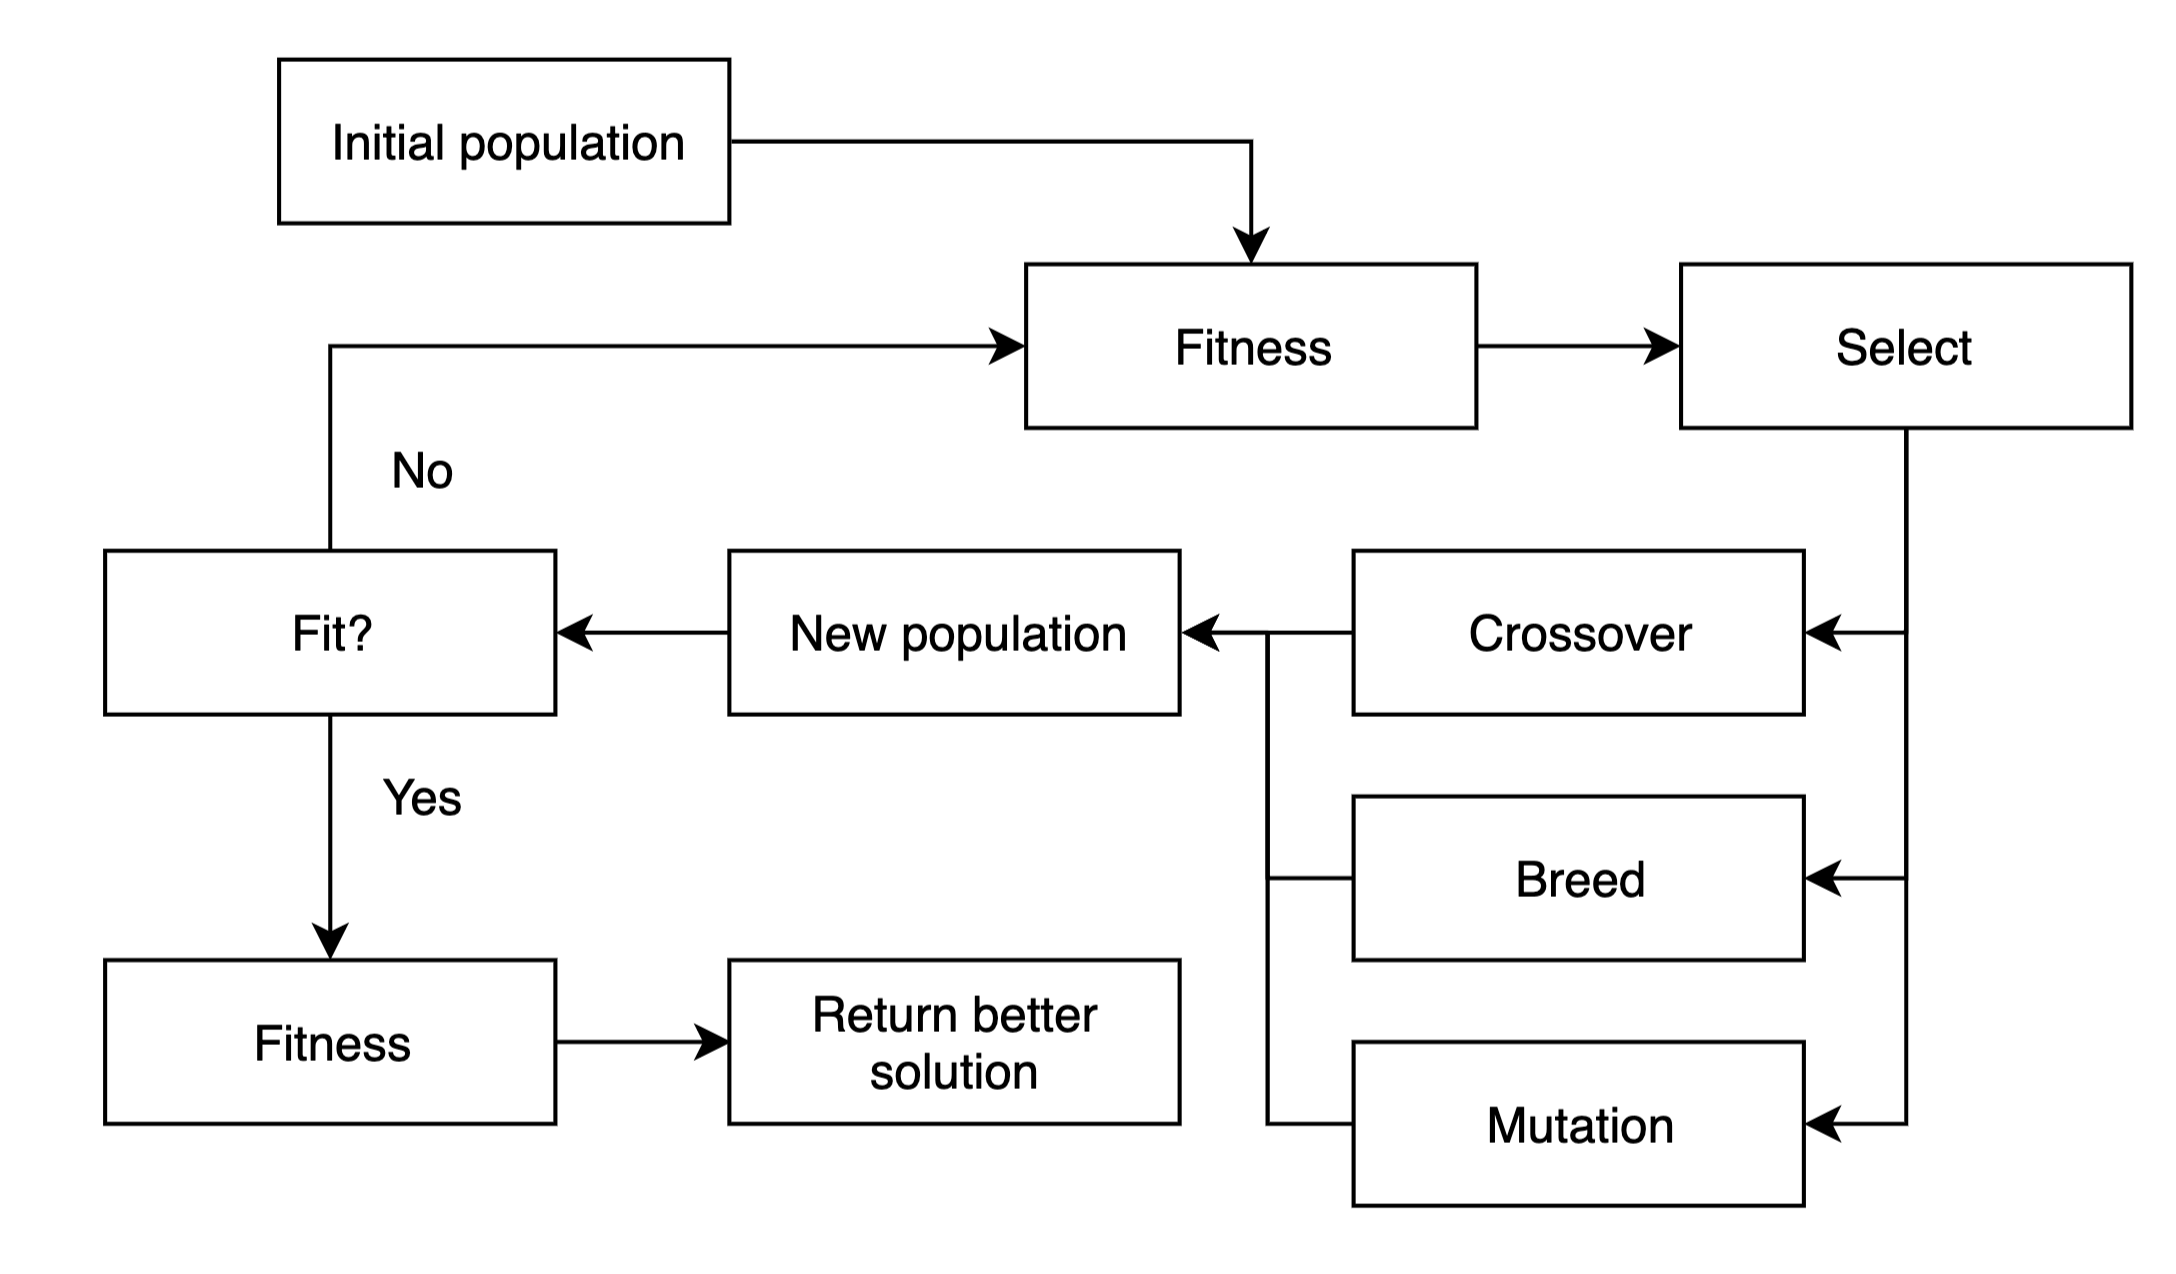 Initial population
Fitness
Select
No
Fit?
New population
Crossover
Yes
Breed
Fitness
Return better
solution
Mutation